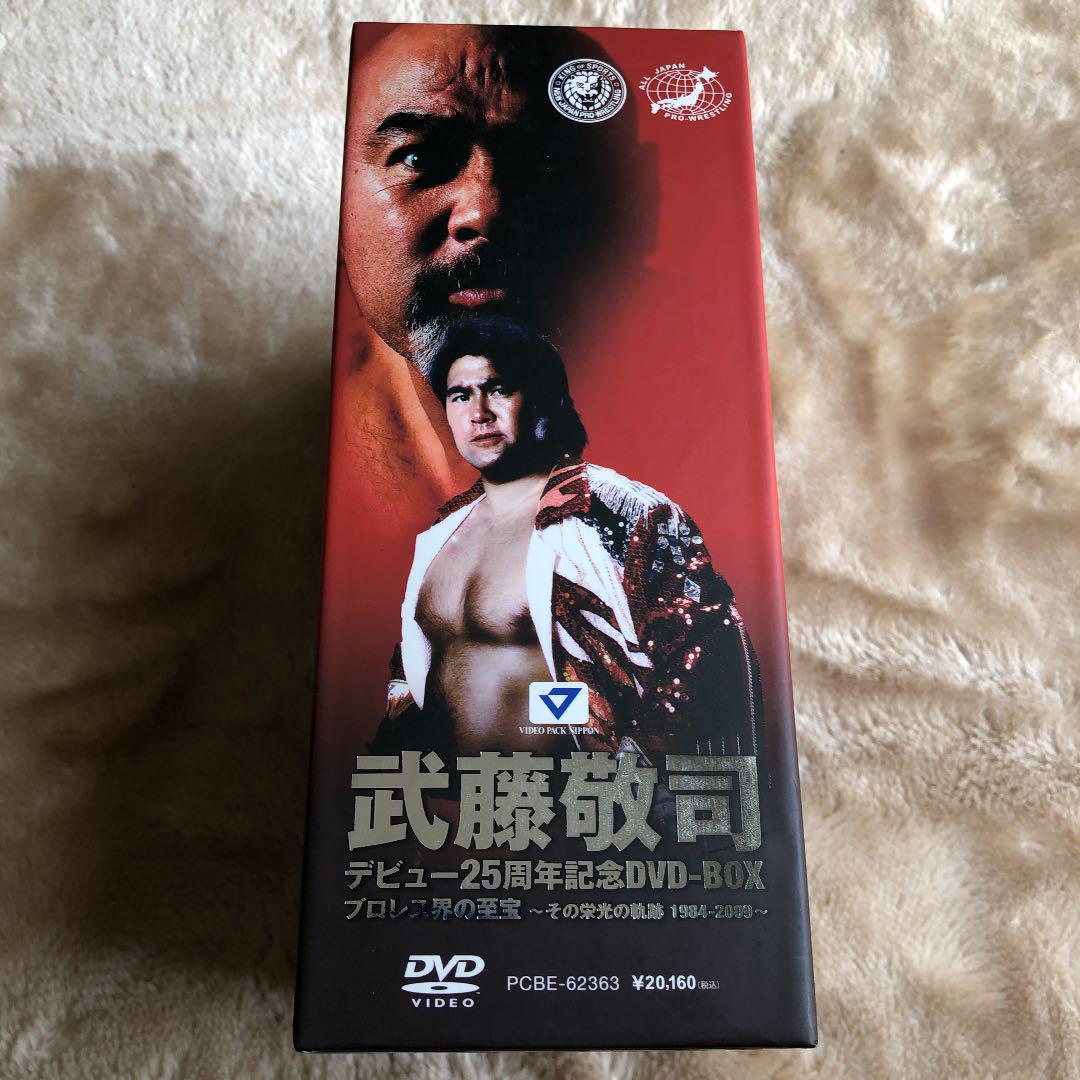 KING OF SPORTS
NEW JAPAN PRO-WRESTLING
ALL JAPAN
PRO-WRESTLING
VIDEO PACK NIPPON
武藤敬司
デビュー25周年記念DVD-BOX
プロレス界の至宝 〜その栄光の軌跡 1984-2009〜
DVD
VIDEO
PCBE-62363 ¥20,160(税込)